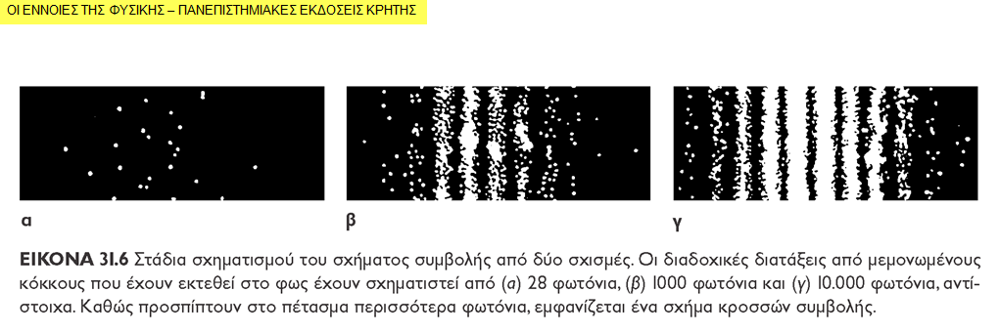 ΟΙ ΕΝΝΟΙΕΣ ΤΗΣ ΦΥΣΙΚΗΣ – ΠΑΝΕΠΙΣΤΗΜΙΑΚΕΣ ΕΚΔΟΣΕΙΣ ΚΡΗΤΗΣ
α β γ
ΕΙΚΟΝΑ 31.6 Στάδια σχηματισμού του σχήματος συμβολής από δύο σχισμές. Οι διαδοχικές διατάξεις από μεμονωμένους
κόκκους που έχουν εκτεθεί στο φως έχουν σχηματιστεί από (α) 28 φωτόνια, (β) 1000 φωτόνια και (γ) 10.000 φωτόνια, αντί-
στοιχα. Καθώς προσπίπτουν στο πέτασμα περισσότερα φωτόνια, εμφανίζεται ένα σχήμα κροσσών συμβολής.